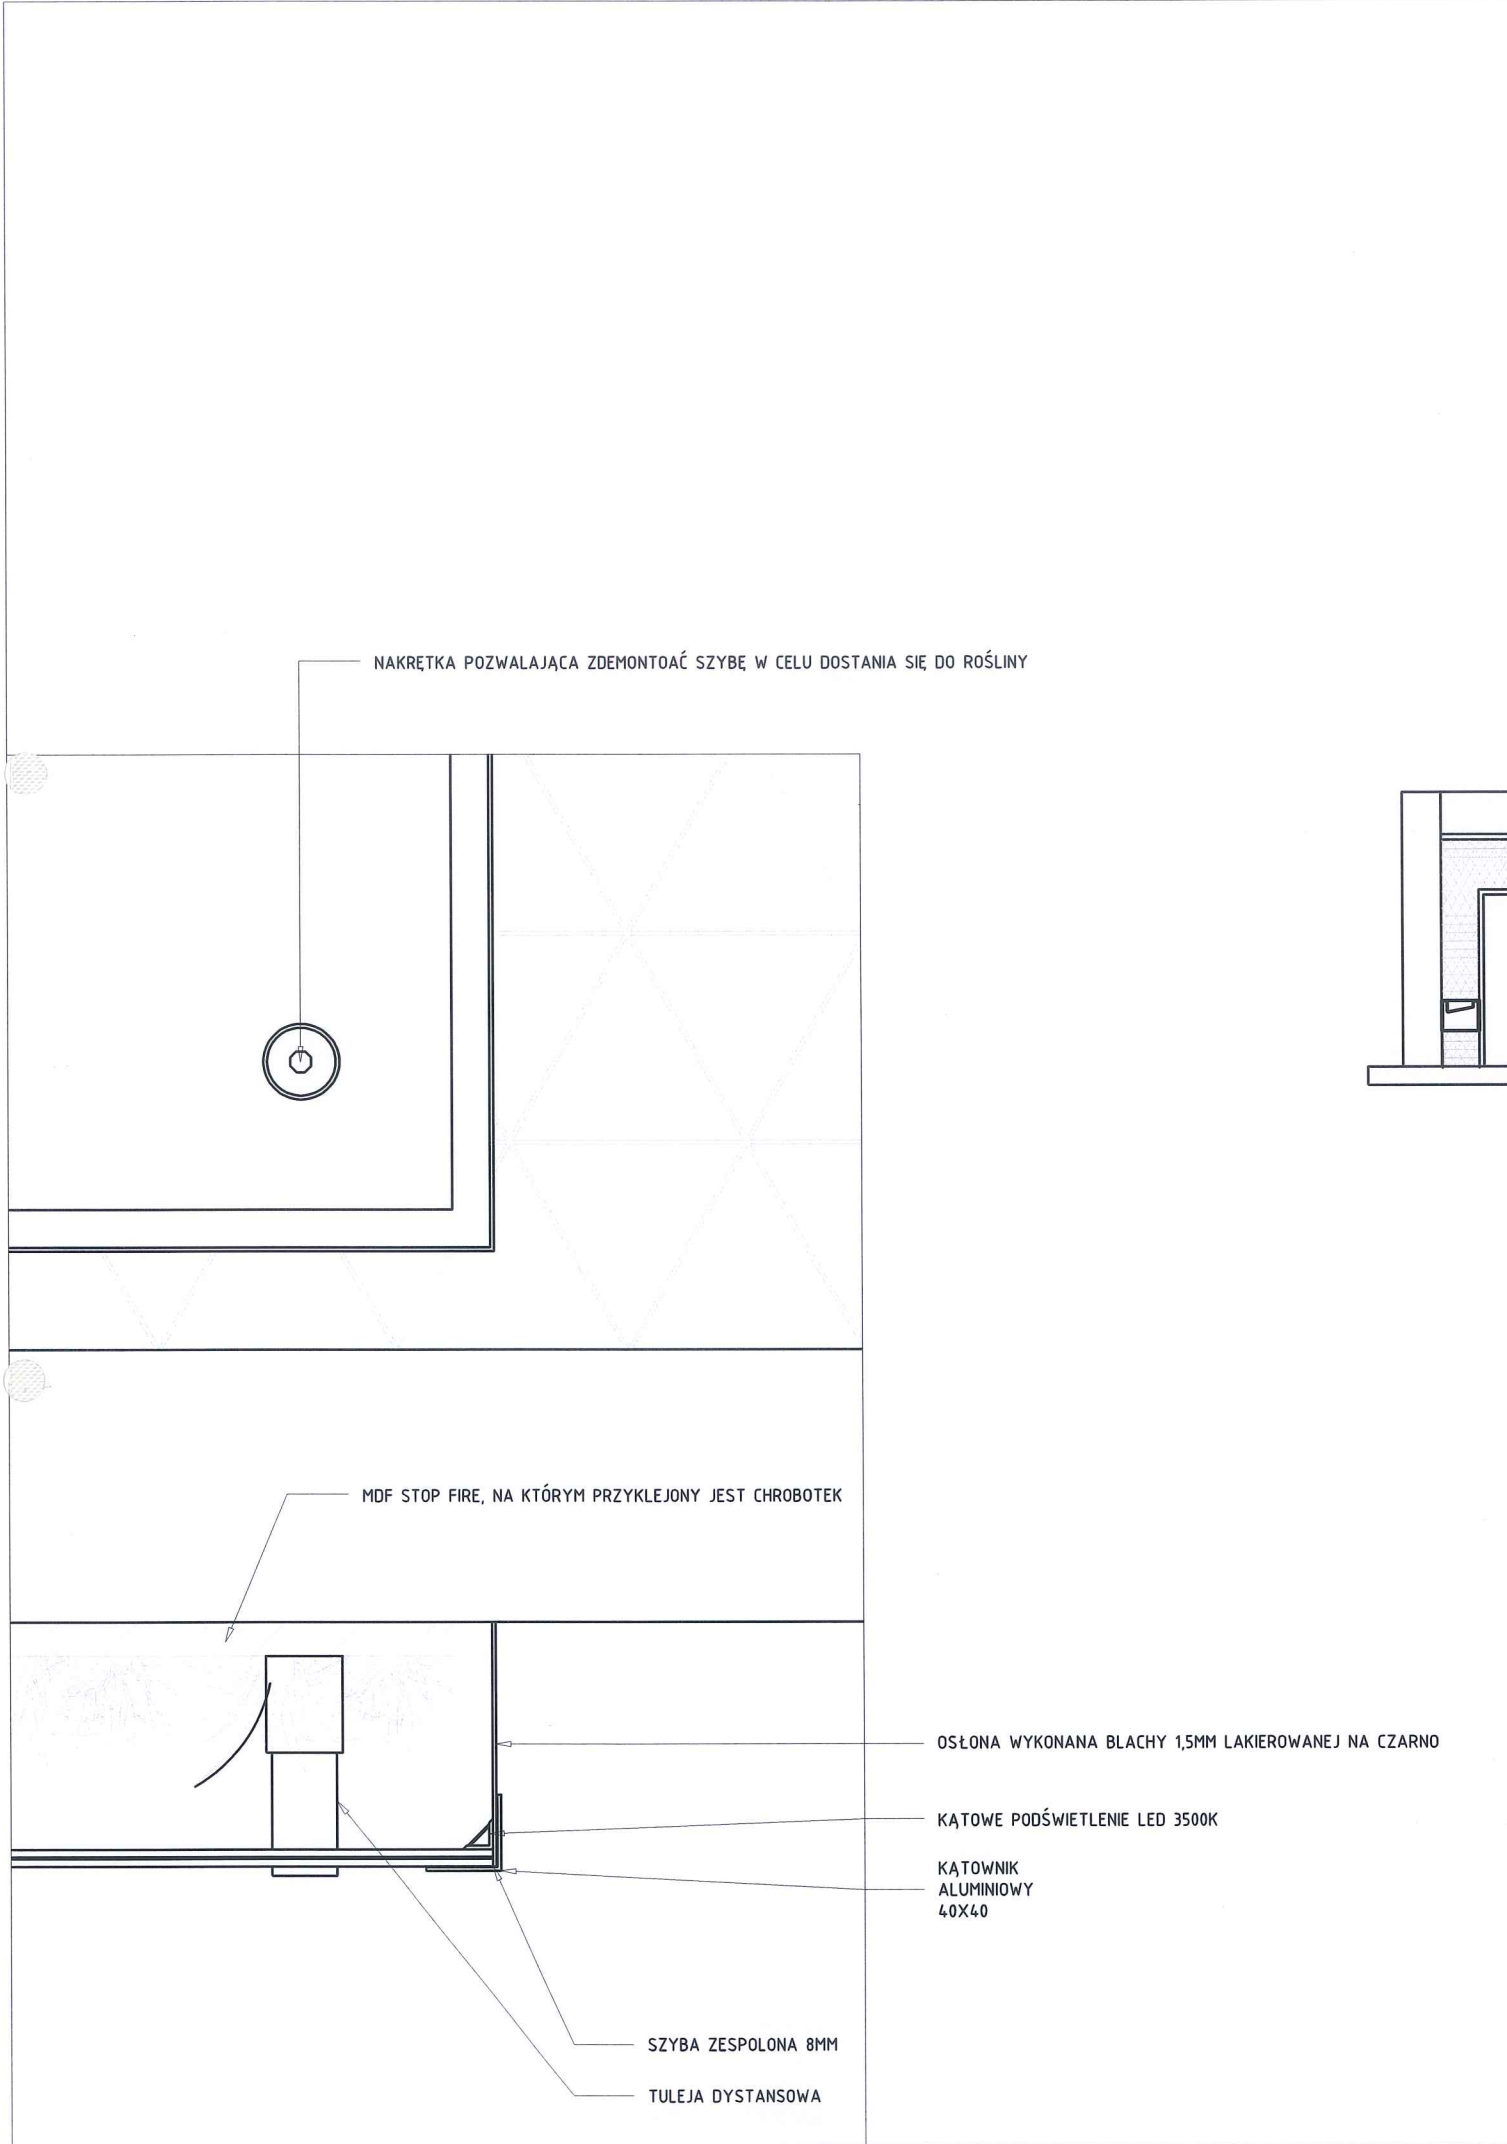 NAKRĘTKA POZWALAJĄCA ZDEMONTOAĆ SZYBĘ W CELU DOSTANIA SIĘ DO ROŚLINY
MDF STOP FIRE, NA KTÓRYM PRZYKLEJONY JEST CHROBOTEK
OSŁONA WYKONANA BLACHY 1,5MM LAKIEROWANEJ NA CZARNO
KĄTOWE PODŚWIETLENIE LED 3500K
KĄTOWNIK
ALUMINIOWY
40X40
SZYBA ZESPOLONA 8MM
TULEJA DYSTANSOWA